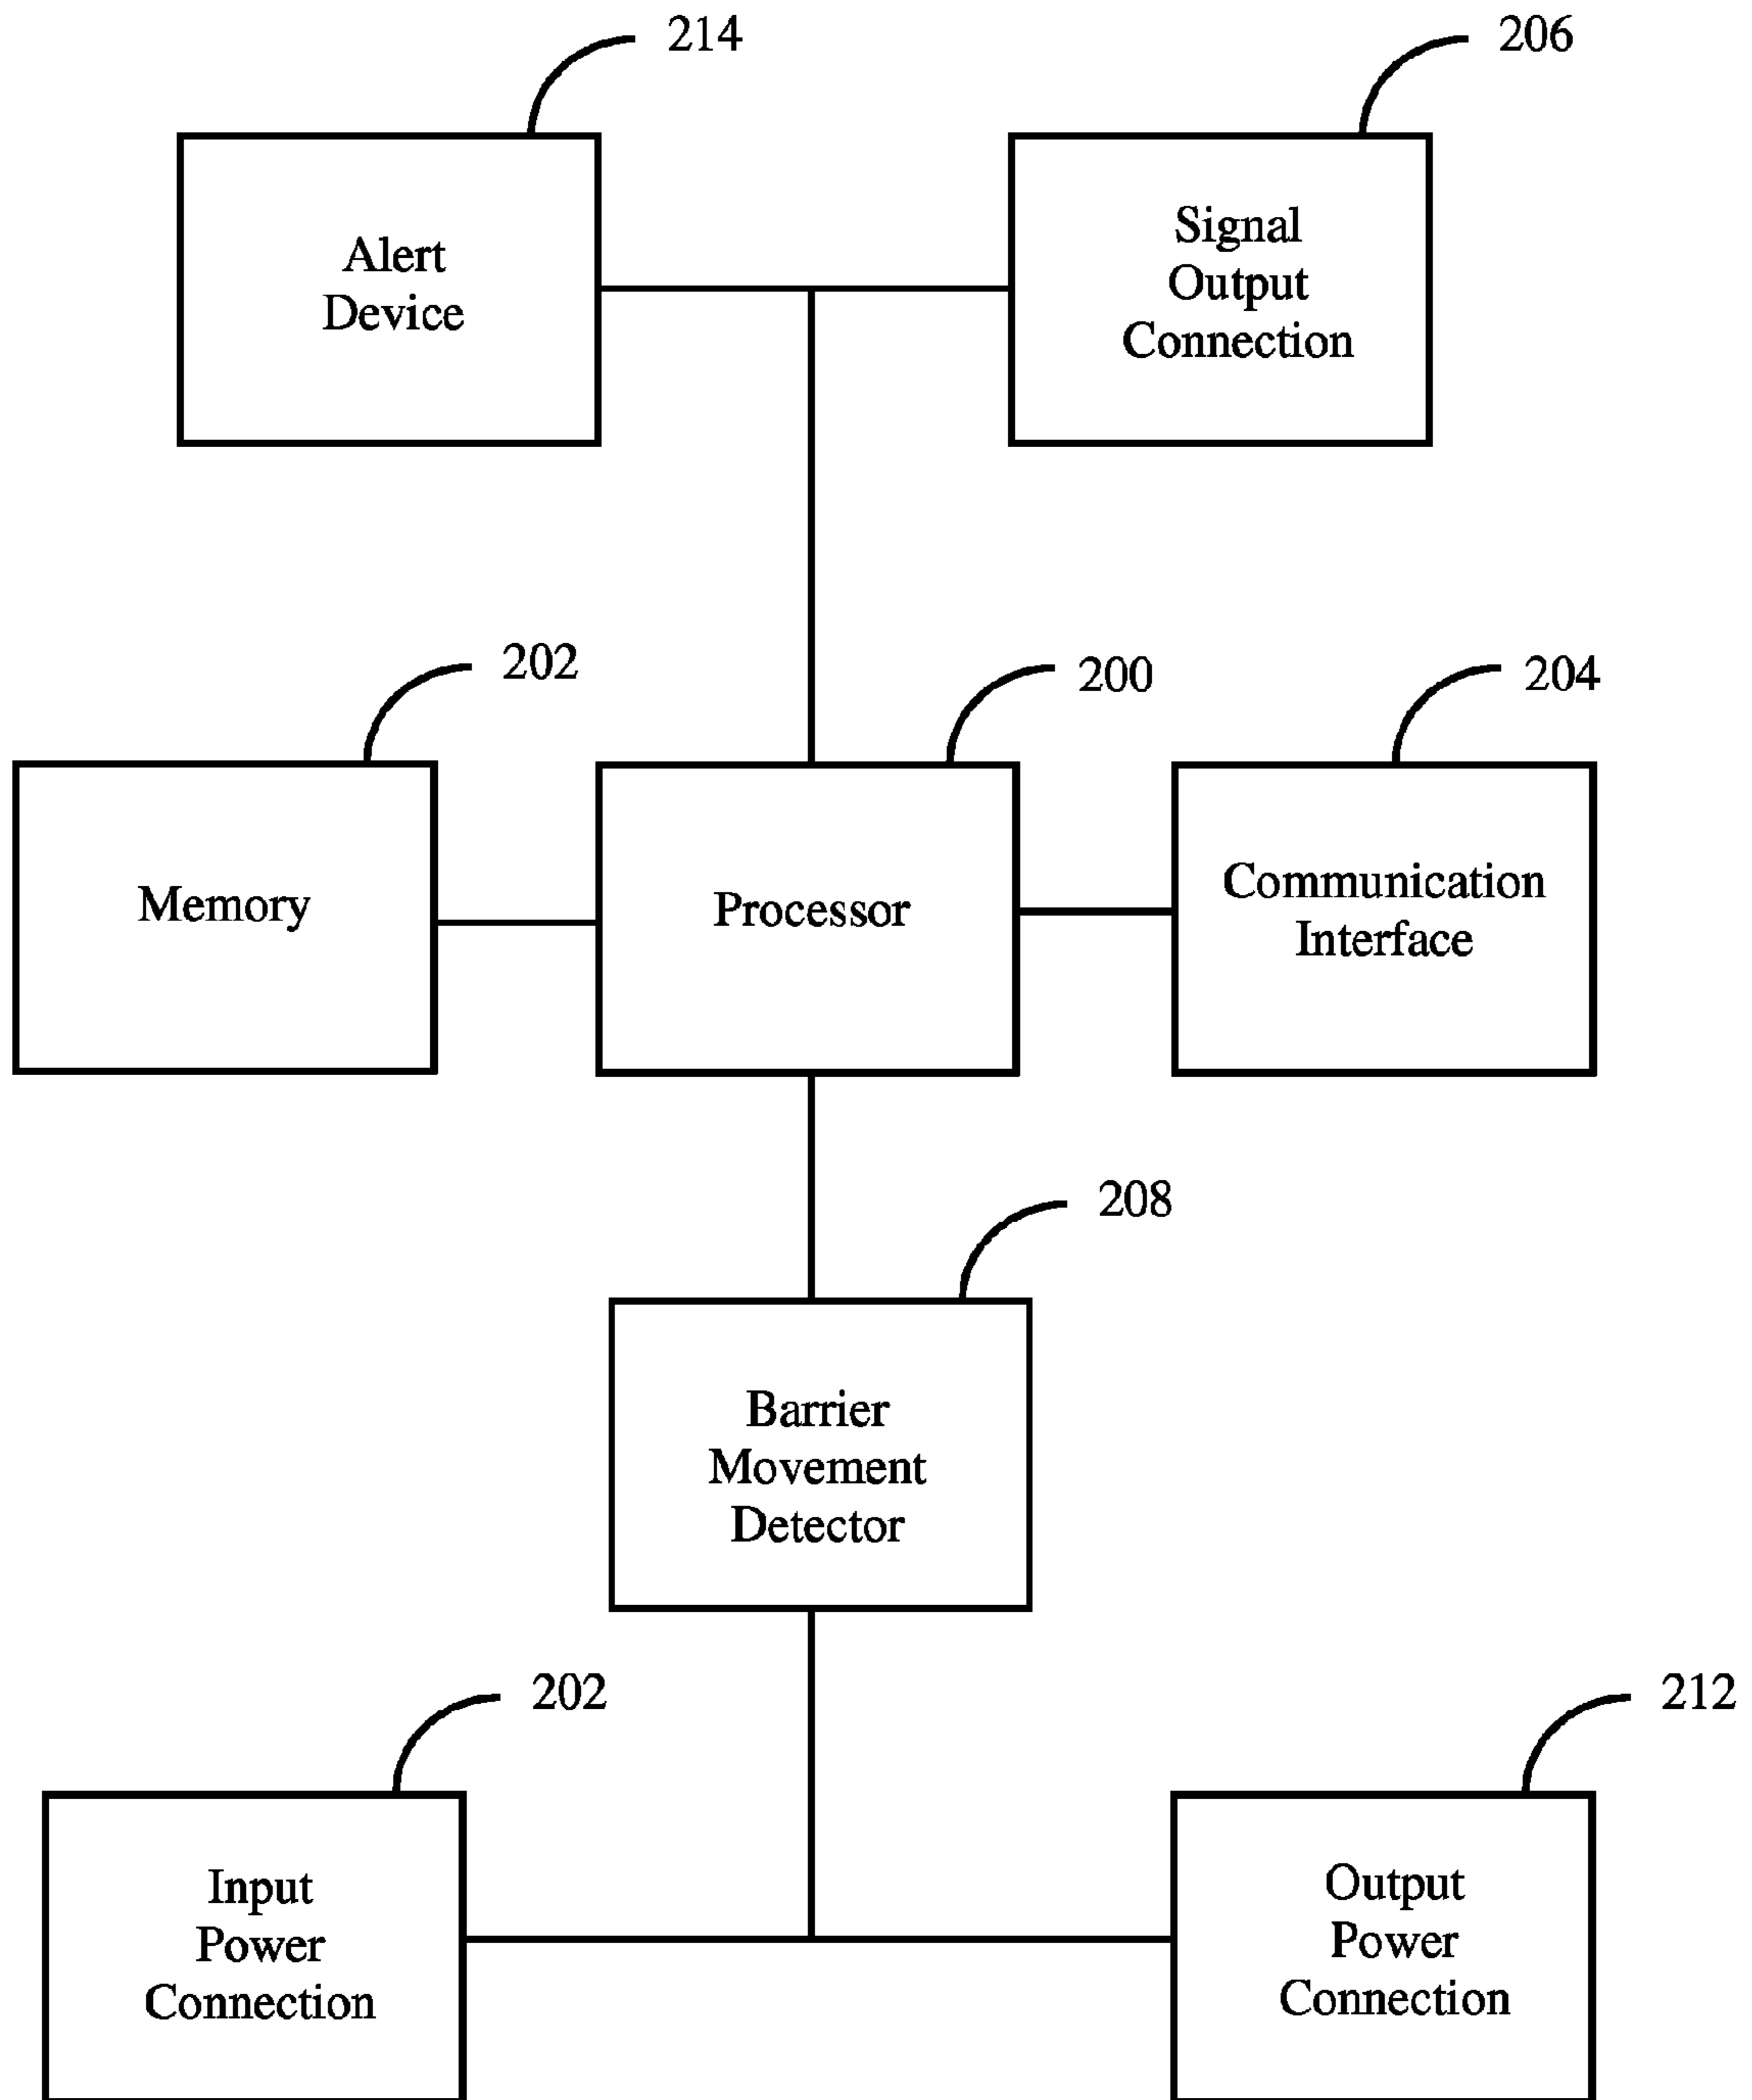 214
206
Alert
Device
Signal
Output
Connection
202
200
204
Memory
Processor
Communication
Interface
208
Barrier
Movement
Detector
202
212
Input
Power
Connection
Output
Power
Connection